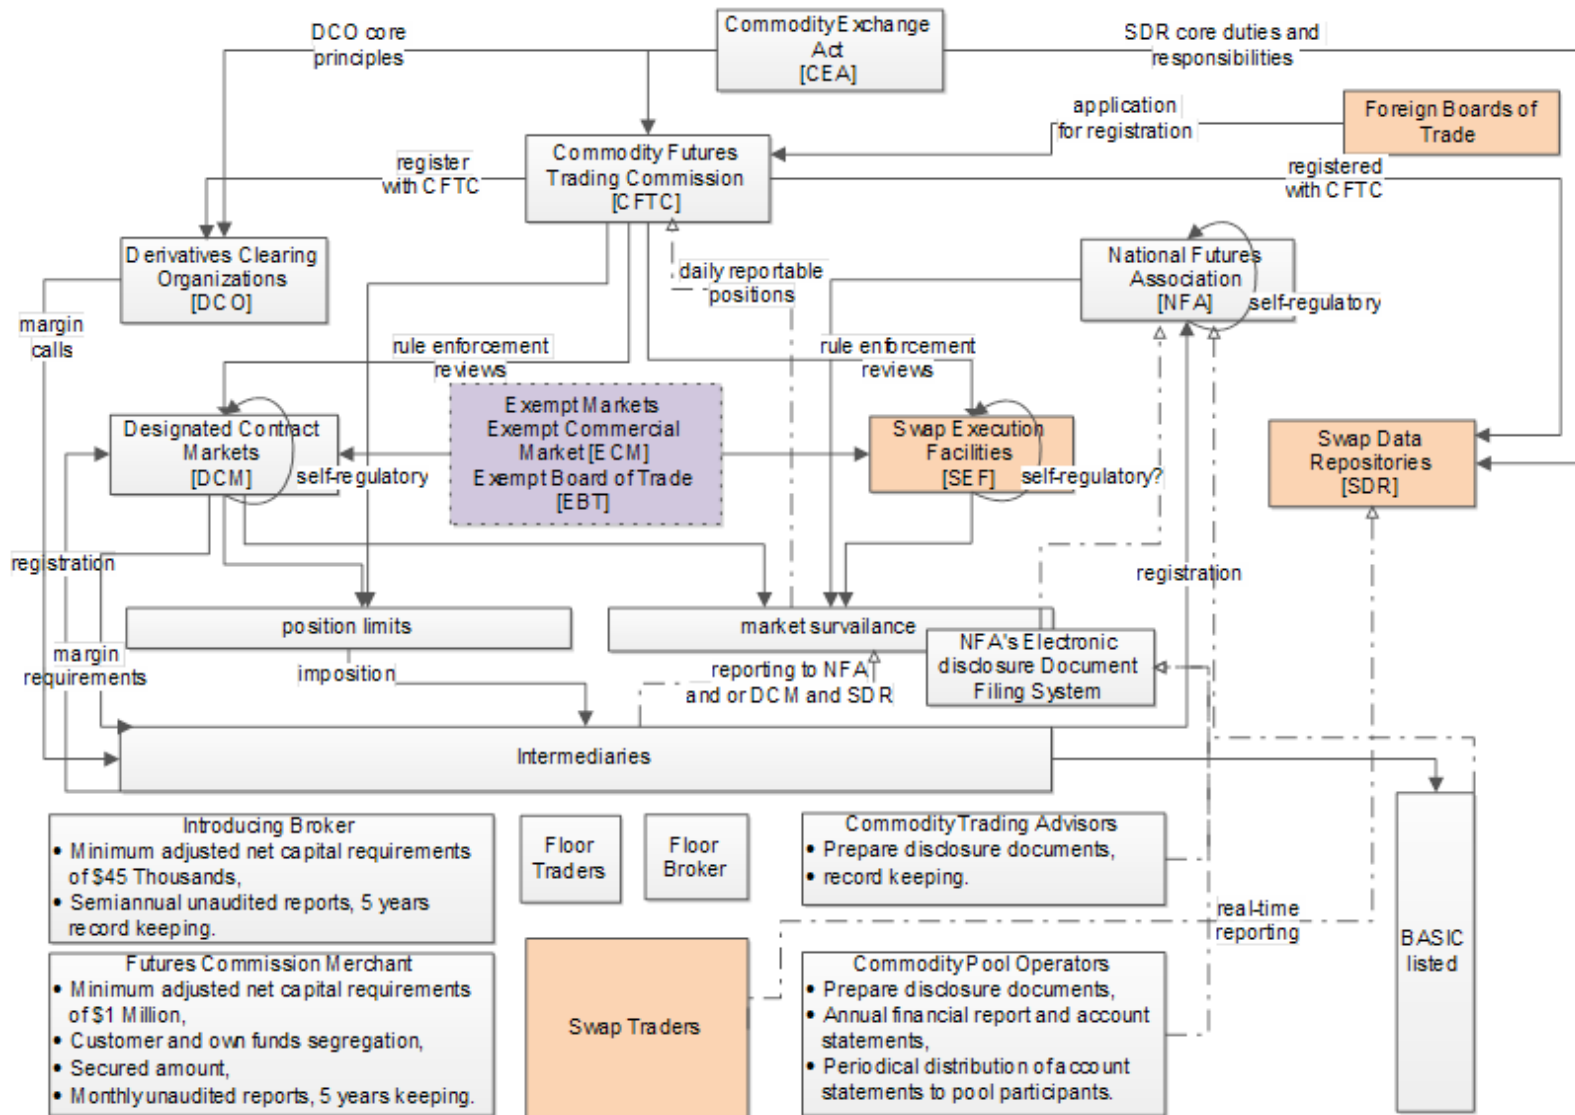 DCO core
principles
Commodity Exchange
Act
[CEA]
SDR core duties and
responsibilities
application
for registration
Foreign Boards of
Trade
register
with CFTC
Commodity Futures
Trading Commission
[CFTC]
registered
with CFTC
Derivatives Clearing
Organizations
[DCO]
daily reportable
positions
National Futures
Association
[NFA]
self-regulatory
margin
calls
rule enforcement
reviews
rule enforcement
reviews
Designated Contract
Markets
[DCM]
self-regulatory
Exempt Markets
Exempt Commercial
Market [ECM]
Exempt Board of Trade
[EBT]
Swap Execution
Facilities
[SEF]
self-regulatory?
Swap Data
Repositories
[SDR]
registration
registration
position limits
market survailance
NFA's Electronic
disclosure Document
Filing System
margin
requirements
imposition
reporting to NFA
and or DCM and SDR
Intermediaries
Introducing Broker
• Minimum adjusted net capital requirements
of $45 Thousands,
• Semiannual unaudited reports, 5 years
record keeping.
Floor
Traders
Floor
Broker
Commodity Trading Advisors
• Prepare disclosure documents,
• record keeping.
real-time
reporting
BASIC
listed
Futures Commission Merchant
• Minimum adjusted net capital requirements
of $1 Million,
• Customer and own funds segregation,
• Secured amount,
• Monthly unaudited reports, 5 years keeping.
Swap Traders
Commodity Pool Operators
• Prepare disclosure documents,
• Annual financial report and account
statements,
• Periodical distribution of account
statements to pool participants.